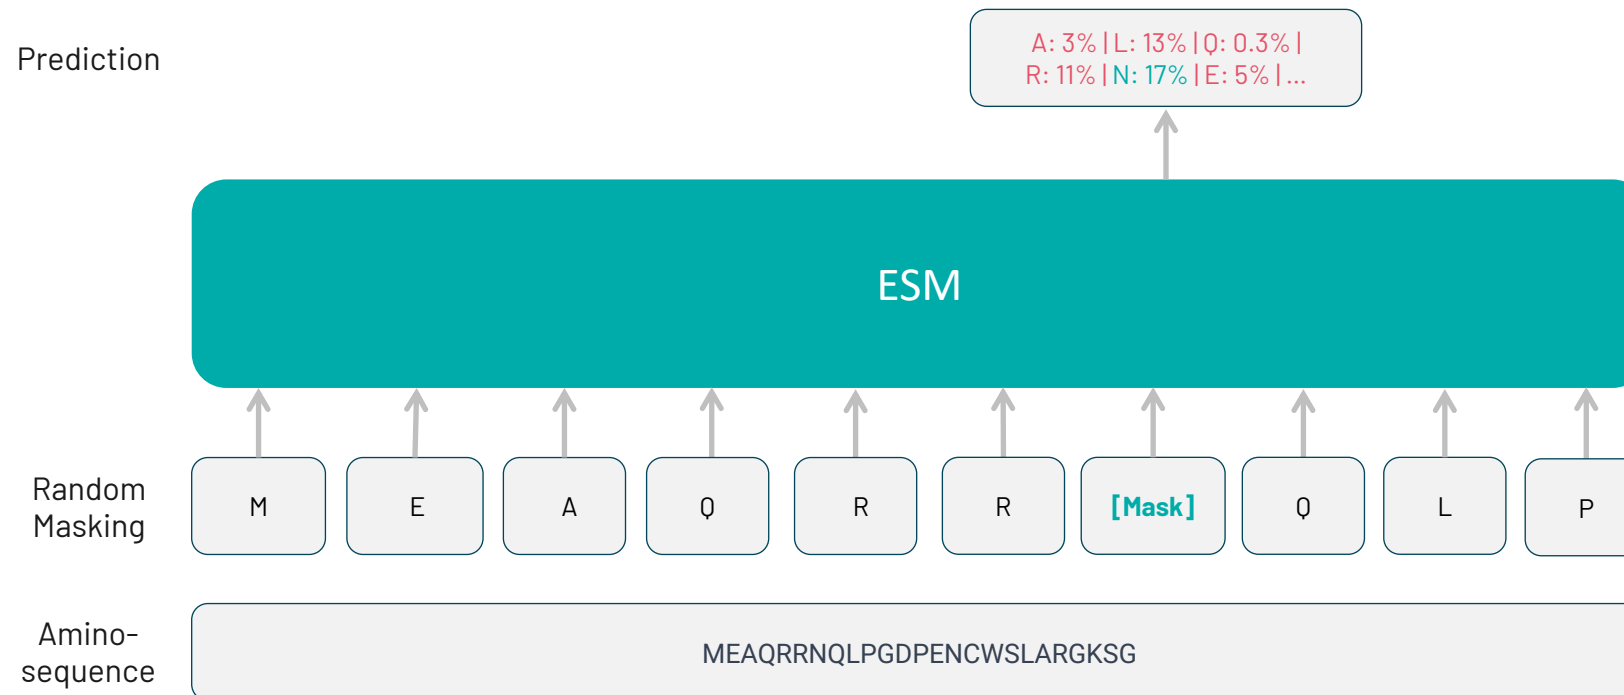 Prediction
A: 3% | L: 13% | Q: 0.3% |
R: 11% | N: 17% | E: 5% | ...
ESM
Random
Masking
M
E
A
Q
R
R
[Mask]
Q
L
P
Amino-
sequence
MEAQRRNQLPGDPENCWSLARGKSG